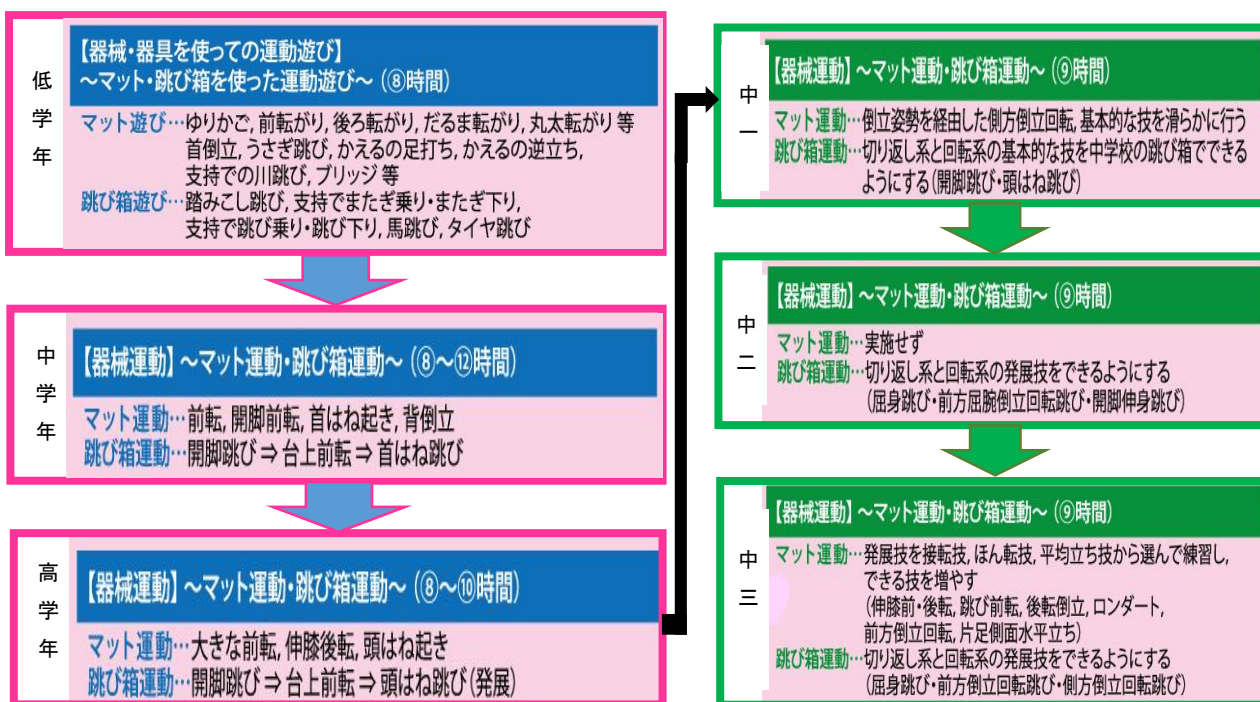 低学年
【器械・器具を使っての運動遊び】
～マット・跳び箱を使った運動遊び～（⑧時間）
マット遊び…ゆりかご, 前転がり, 後ろ転がり, だるま転がり, 丸太転がり 等
首倒立, うさぎ跳び, かえるの足打ち, かえるの逆立ち,
支持での川跳び, ブリッジ 等
跳び箱遊び…踏みこし跳び, 支持でまたぎ乗り・またぎ下り,
支持で跳び乗り・跳び下り, 馬跳び, タイヤ跳び
中学年
【器械運動】～マット運動・跳び箱運動～（⑧～⑫時間）
マット運動…前転, 開脚前転, 首はね起き, 背倒立
跳び箱運動…開脚跳び⇒台上前転⇒首はね跳び
高学年
【器械運動】～マット運動・跳び箱運動～（⑧～⑩時間）
マット運動…大きな前転, 伸膝後転, 頭はね起き
跳び箱運動…開脚跳び⇒台上前転⇒頭はね跳び（発展）
中一
【器械運動】～マット運動・跳び箱運動～（⑨時間）
マット運動…倒立姿勢を経由した側方倒立回転, 基本的な技を滑らかに行う
跳び箱運動…切り返し系と回転系の基本的な技を中学校の跳び箱でできる
ようにする（開脚跳び・頭はね跳び）
中二
【器械運動】～マット運動・跳び箱運動～（⑨時間）
マット運動…実施せず
跳び箱運動…切り返し系と回転系の発展技をできるようにする
（屈身跳び・前方屈腕倒立回転跳び・開脚伸身跳び）
中三
【器械運動】～マット運動・跳び箱運動～（⑨時間）
マット運動…発展技を接転技, ほん転技, 平均立ち技から選んで練習し,
できる技を増やす
（伸膝前・後転, 跳び前転, 後転倒立, ロンダート,
前方倒立回転, 片足側面水平立ち）
跳び箱運動…切り返し系と回転系の発展技をできるようにする
（屈身跳び・前方倒立回転跳び・側方倒立回転跳び）